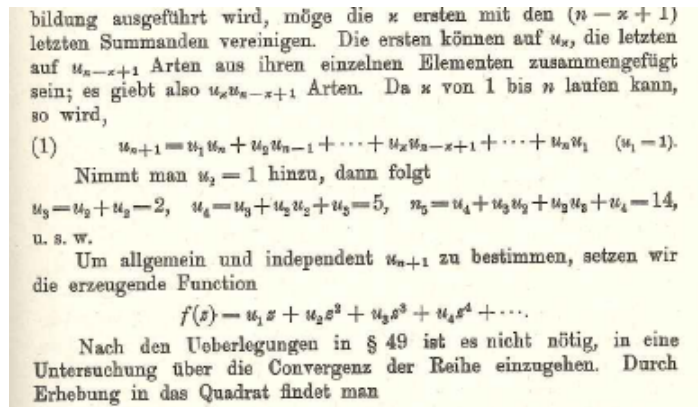 bildung ausgeführt wird, möge die ϰ ersten mit den (n − ϰ + 1)
letzten Summanden vereinigen. Die ersten können auf u_ϰ, die letzten
auf u_{n−ϰ+1} Arten aus ihren einzelnen Elementen zusammengefügt
sein; es giebt also u_ϰ u_{n−ϰ+1} Arten. Da ϰ von 1 bis n laufen kann,
so wird,
(1) u_{n+1} = u_1 u_n + u_2 u_{n−1} + ⋯ + u_ϰ u_{n−ϰ+1} + ⋯ + u_n u_1 (u_1 = 1).
Nimmt man u_2 = 1 hinzu, dann folgt
u_3 = u_2 + u_2 = 2, u_4 = u_3 + u_2 u_2 + u_3 = 5, n_5 = u_4 + u_3 u_2 + u_2 u_3 + u_4 = 14,
u. s. w.
Um allgemein und independent u_{n+1} zu bestimmen, setzen wir
die erzeugende Function
f(z) = u_1 z + u_2 z² + u_3 z³ + u_4 z⁴ + ⋯.
Nach den Ueberlegungen in § 49 ist es nicht nötig, in eine
Untersuchung über die Convergenz der Reihe einzugehen. Durch
Erhebung in das Quadrat findet man